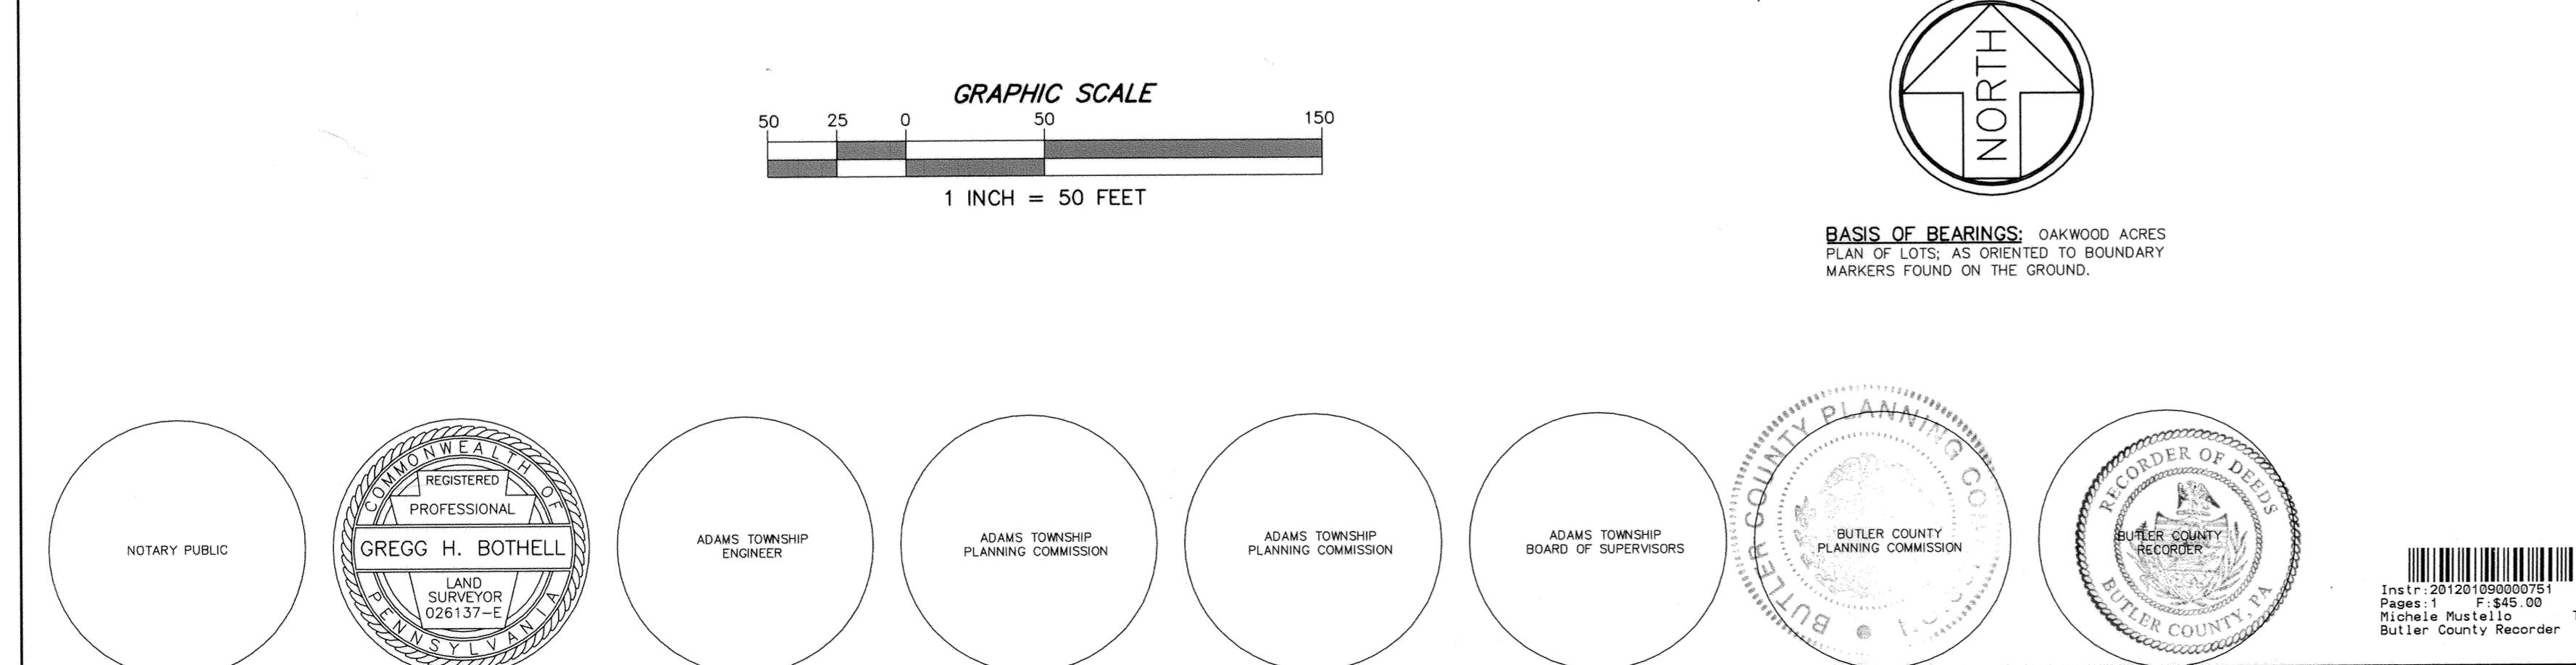 NORTH
GRAPHIC SCALE
50 25 0 50 150
1 INCH = 50 FEET
BASIS OF BEARINGS: OAKWOOD ACRES
PLAN OF LOTS; AS ORIENTED TO BOUNDARY
MARKERS FOUND ON THE GROUND.
NOTARY PUBLIC
COMMONWEALTH OF
REGISTERED
PROFESSIONAL
GREGG H. BOTHELL
LAND
SURVEYOR
026137-E
PENNSYLVANIA
ADAMS TOWNSHIP
ENGINEER
ADAMS TOWNSHIP
PLANNING COMMISSION
ADAMS TOWNSHIP
PLANNING COMMISSION
ADAMS TOWNSHIP
BOARD OF SUPERVISORS
BUTLER COUNTY PLANNING
BUTLER COUNTY
PLANNING COMMISSION
RECORDER OF DEEDS
BUTLER COUNTY
RECORDER
BUTLER COUNTY, PA
Instr:201201090000751
Pages:1 F:$45.00
Michele Mustello
Butler County Recorder